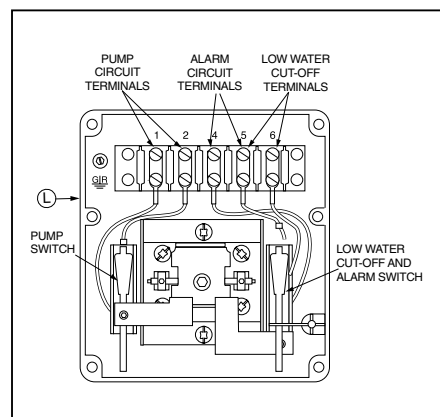 PUMP
CIRCUIT
TERMINALS
ALARM
CIRCUIT
TERMINALS
LOW WATER
CUT-OFF
TERMINALS
1 2 4 5 6
G/R
L
PUMP
SWITCH
LOW WATER
CUT-OFF AND
ALARM SWITCH